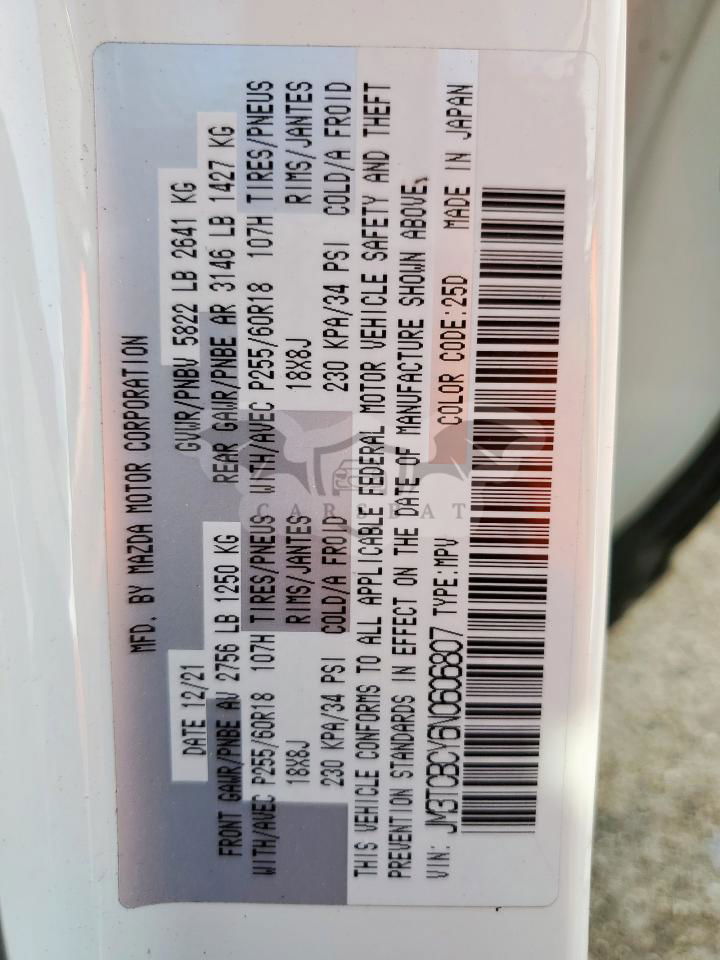 MFD. BY MAZDA MOTOR CORPORATION
DATE 12/21 GVWR/PNBV 5822 LB 2641 KG
FRONT GAWR/PNBE AV 2756 LB 1250 KG REAR GAWR/PNBE AR 3146 LB 1427 KG
WITH/AVEC P255/60R18 107H TIRES/PNEUS WITH/AVEC P255/60R18 107H TIRES/PNEUS
18X8J RIMS/JANTES 18X8J RIMS/JANTES
230 KPA/34 PSI COLD/A FROID 230 KPA/34 PSI COLD/A FROID
THIS VEHICLE CONFORMS TO ALL APPLICABLE FEDERAL MOTOR VEHICLE SAFETY AND THEFT
PREVENTION STANDARDS IN EFFECT ON THE DATE OF MANUFACTURE SHOWN ABOVE.
VIN: JM3TCBCY6N0606807 TYPE:MPV COLOR CODE:25D MADE IN JAPAN
CARSBAT